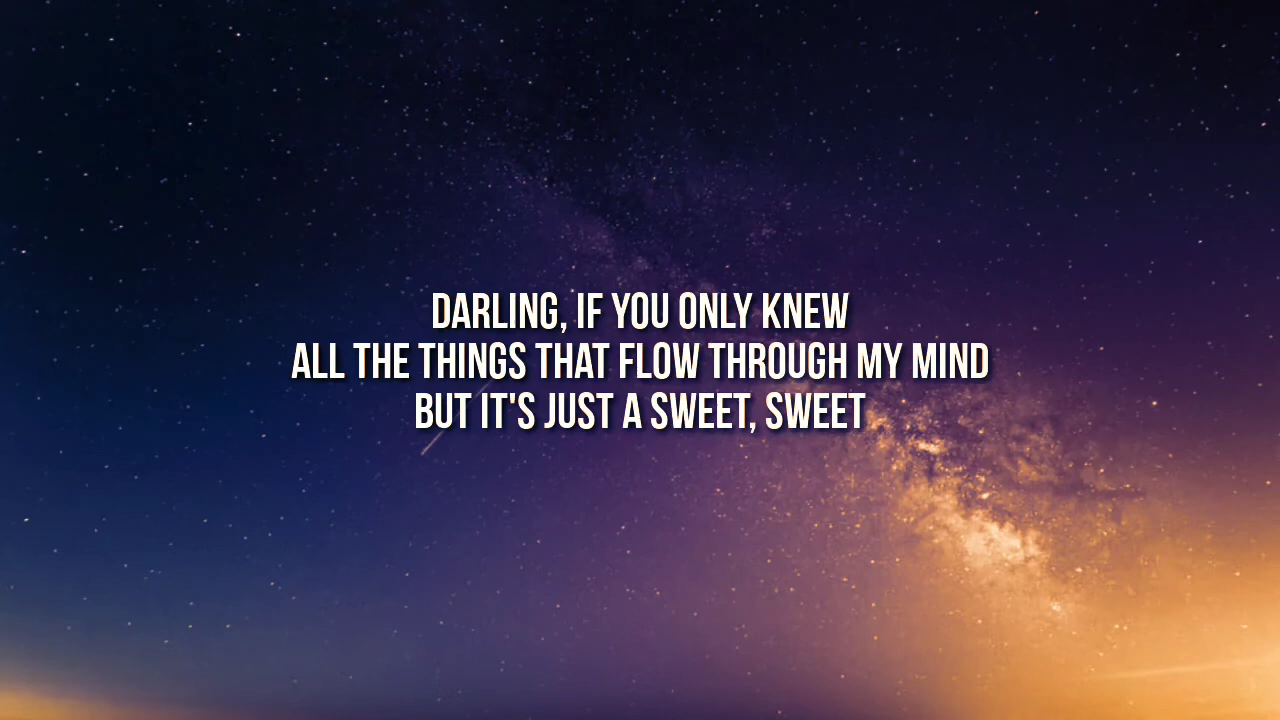 DARLING, IF YOU ONLY KNEW
ALL THE THINGS THAT FLOW THROUGH MY MIND
BUT IT'S JUST A SWEET, SWEET